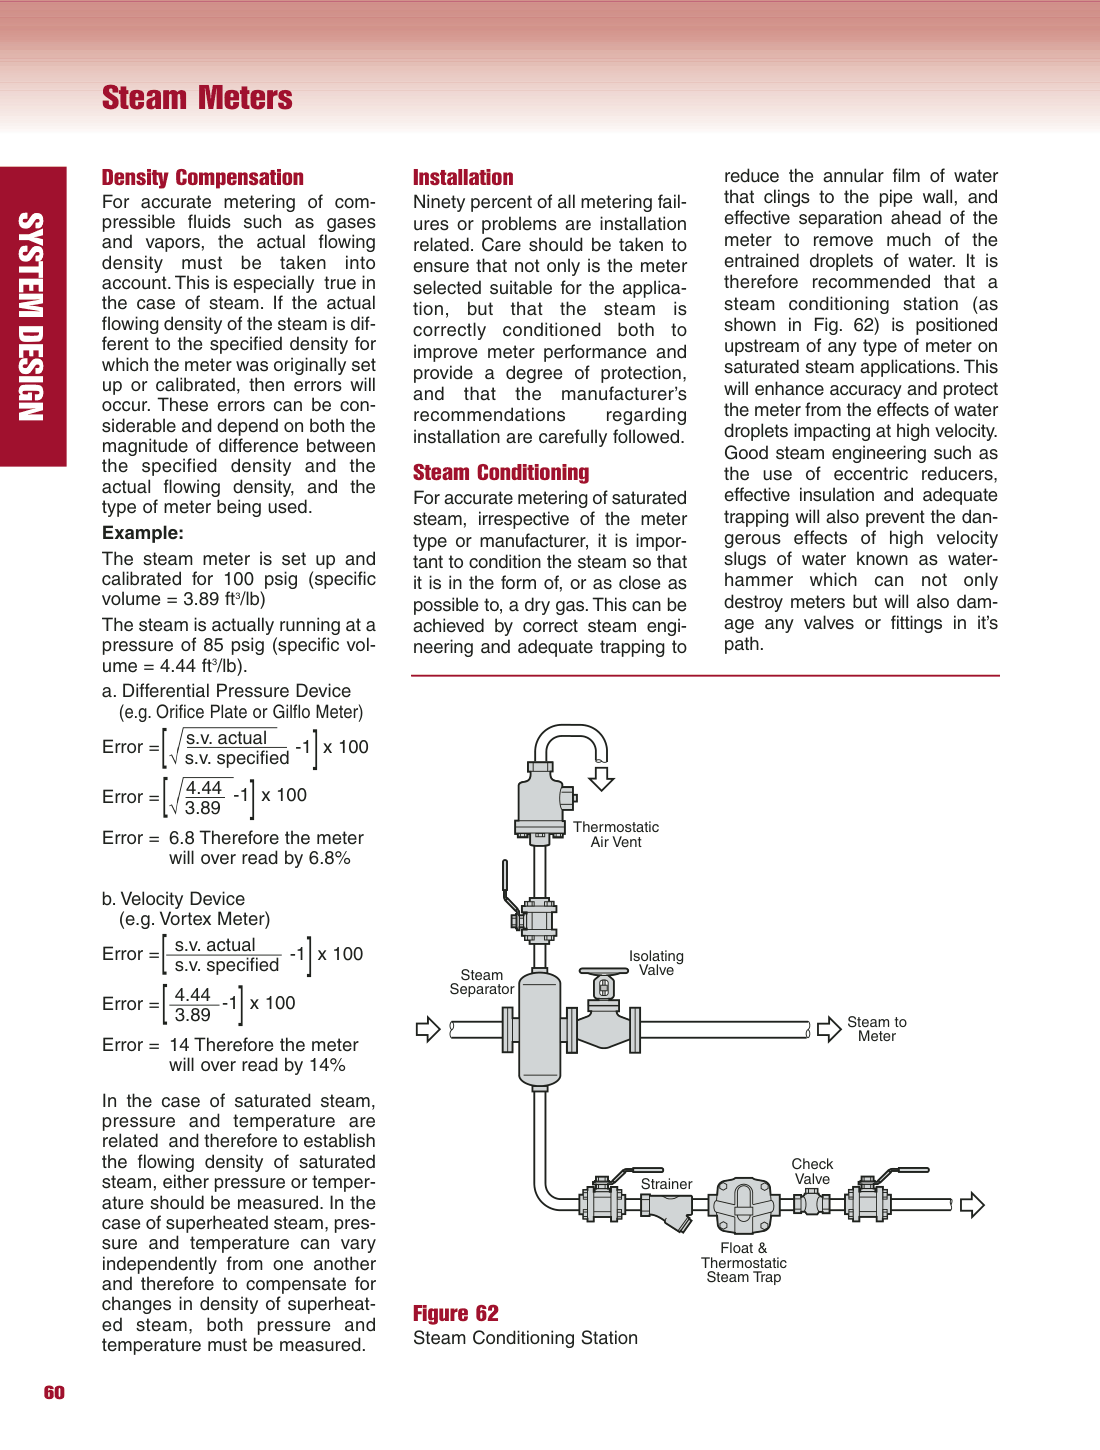 Steam Meters
SYSTEM DESIGN
Density Compensation
For accurate metering of com-
pressible fluids such as gases
and vapors, the actual flowing
density must be taken into
account. This is especially true in
the case of steam. If the actual
flowing density of the steam is dif-
ferent to the specified density for
which the meter was originally set
up or calibrated, then errors will
occur. These errors can be con-
siderable and depend on both the
magnitude of difference between
the specified density and the
actual flowing density, and the
type of meter being used.
Example:
The steam meter is set up and
calibrated for 100 psig (specific
volume = 3.89 ft³/lb)
The steam is actually running at a
pressure of 85 psig (specific vol-
ume = 4.44 ft³/lb).
a. Differential Pressure Device
(e.g. Orifice Plate or Gilflo Meter)
Error = [ √ s.v. actual / s.v. specified -1 ] x 100
Error = [ √ 4.44 / 3.89 -1 ] x 100
Error = 6.8 Therefore the meter
will over read by 6.8%
b. Velocity Device
(e.g. Vortex Meter)
Error = [ s.v. actual / s.v. specified -1 ] x 100
Error = [ 4.44 / 3.89 -1 ] x 100
Error = 14 Therefore the meter
will over read by 14%
In the case of saturated steam,
pressure and temperature are
related and therefore to establish
the flowing density of saturated
steam, either pressure or temper-
ature should be measured. In the
case of superheated steam, pres-
sure and temperature can vary
independently from one another
and therefore to compensate for
changes in density of superheat-
ed steam, both pressure and
temperature must be measured.
Installation
Ninety percent of all metering fail-
ures or problems are installation
related. Care should be taken to
ensure that not only is the meter
selected suitable for the applica-
tion, but that the steam is
correctly conditioned both to
improve meter performance and
provide a degree of protection,
and that the manufacturer's
recommendations regarding
installation are carefully followed.
Steam Conditioning
For accurate metering of saturated
steam, irrespective of the meter
type or manufacturer, it is impor-
tant to condition the steam so that
it is in the form of, or as close as
possible to, a dry gas. This can be
achieved by correct steam engi-
neering and adequate trapping to
reduce the annular film of water
that clings to the pipe wall, and
effective separation ahead of the
meter to remove much of the
entrained droplets of water. It is
therefore recommended that a
steam conditioning station (as
shown in Fig. 62) is positioned
upstream of any type of meter on
saturated steam applications. This
will enhance accuracy and protect
the meter from the effects of water
droplets impacting at high velocity.
Good steam engineering such as
the use of eccentric reducers,
effective insulation and adequate
trapping will also prevent the dan-
gerous effects of high velocity
slugs of water known as water-
hammer which can not only
destroy meters but will also dam-
age any valves or fittings in it's
path.
Thermostatic
Air Vent
Isolating
Valve
Steam
Separator
Steam to
Meter
Check
Valve
Strainer
Float &
Thermostatic
Steam Trap
Figure 62
Steam Conditioning Station
60